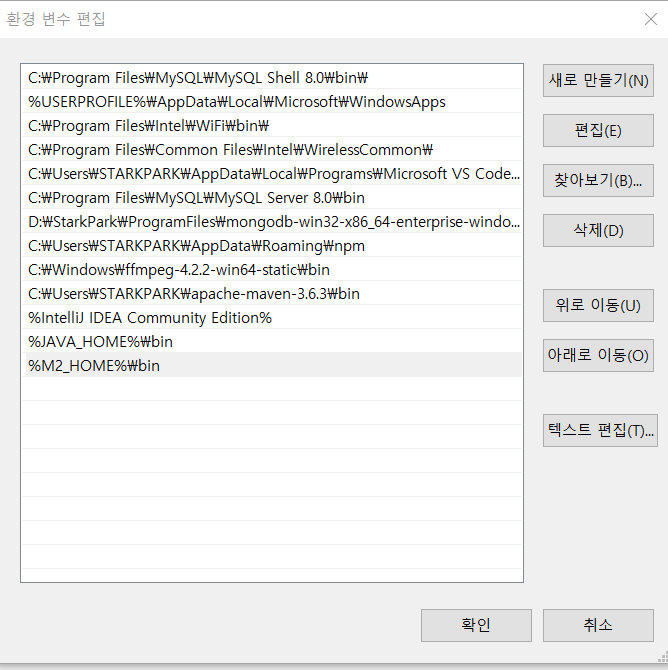 환경 변수 편집
C:₩Program Files₩MySQL₩MySQL Shell 8.0₩bin₩
%USERPROFILE%₩AppData₩Local₩Microsoft₩WindowsApps
C:₩Program Files₩Intel₩WiFi₩bin₩
C:₩Program Files₩Common Files₩Intel₩WirelessCommon₩
C:₩Users₩STARKPARK₩AppData₩Local₩Programs₩Microsoft VS Code...
C:₩Program Files₩MySQL₩MySQL Server 8.0₩bin
D:₩StarkPark₩ProgramFiles₩mongodb-win32-x86_64-enterprise-windo...
C:₩Users₩STARKPARK₩AppData₩Roaming₩npm
C:₩Windows₩ffmpeg-4.2.2-win64-static₩bin
C:₩Users₩STARKPARK₩apache-maven-3.6.3₩bin
%IntelliJ IDEA Community Edition%
%JAVA_HOME%₩bin
%M2_HOME%₩bin
새로 만들기(N)
편집(E)
찾아보기(B)...
삭제(D)
위로 이동(U)
아래로 이동(O)
텍스트 편집(T)...
확인
취소